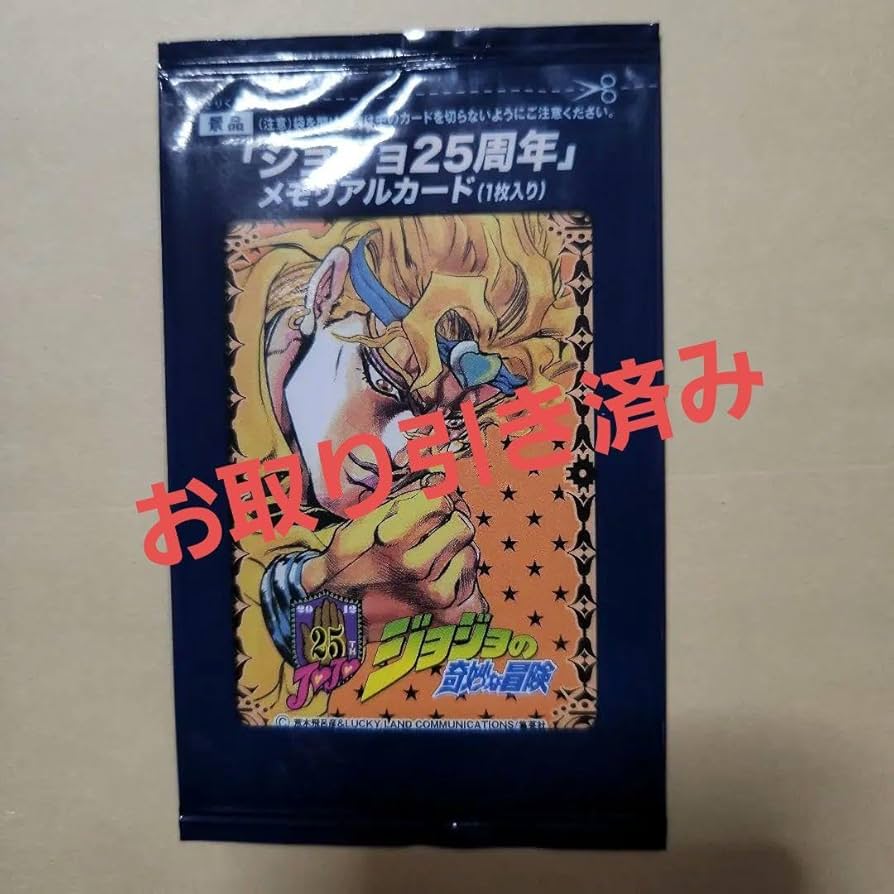 景品 (注意)袋を開ける際は中のカードを切らないようにご注意ください。
「ジョジョ25周年」
メモリアルカード(1枚入り)
お取り引き済み
2012
25
TH
JOJO
ジョジョの
奇妙な冒険
© 荒木飛呂彦&LUCKY LAND COMMUNICATIONS/集英社